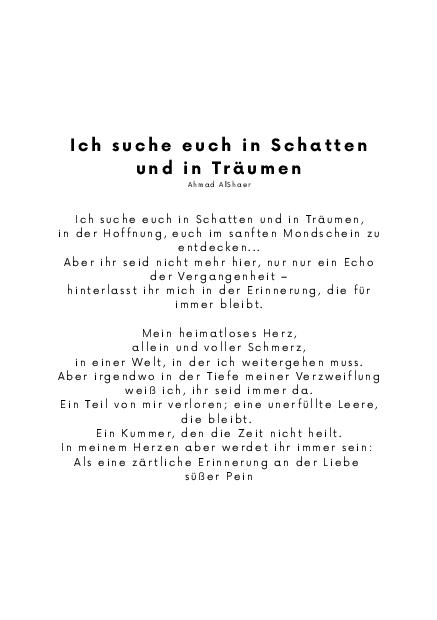 Ich suche euch in Schatten
und in Träumen
Ahmad AlShaer
Ich suche euch in Schatten und in Träumen,
in der Hoffnung, euch im sanften Mondschein zu
entdecken...
Aber ihr seid nicht mehr hier, nur nur ein Echo
der Vergangenheit –
hinterlasst ihr mich in der Erinnerung, die für
immer bleibt.
Mein heimatloses Herz,
allein und voller Schmerz,
in einer Welt, in der ich weitergehen muss.
Aber irgendwo in der Tiefe meiner Verzweiflung
weiß ich, ihr seid immer da.
Ein Teil von mir verloren; eine unerfüllte Leere,
die bleibt.
Ein Kummer, den die Zeit nicht heilt.
In meinem Herzen aber werdet ihr immer sein:
Als eine zärtliche Erinnerung an der Liebe
süßer Pein